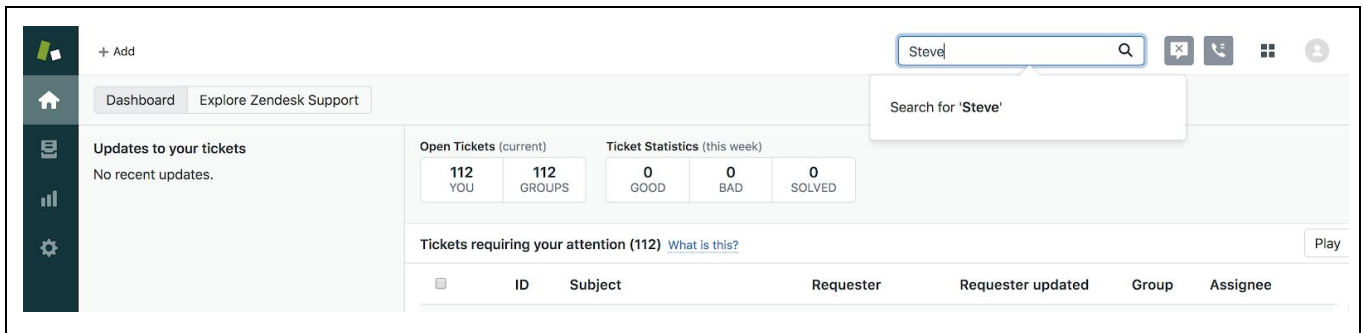 + Add
Steve
Dashboard Explore Zendesk Support
Search for 'Steve'
Updates to your tickets
No recent updates.
Open Tickets (current) Ticket Statistics (this week)
112 112 0 0 0
YOU GROUPS GOOD BAD SOLVED
Tickets requiring your attention (112) What is this? Play
ID Subject Requester Requester updated Group Assignee